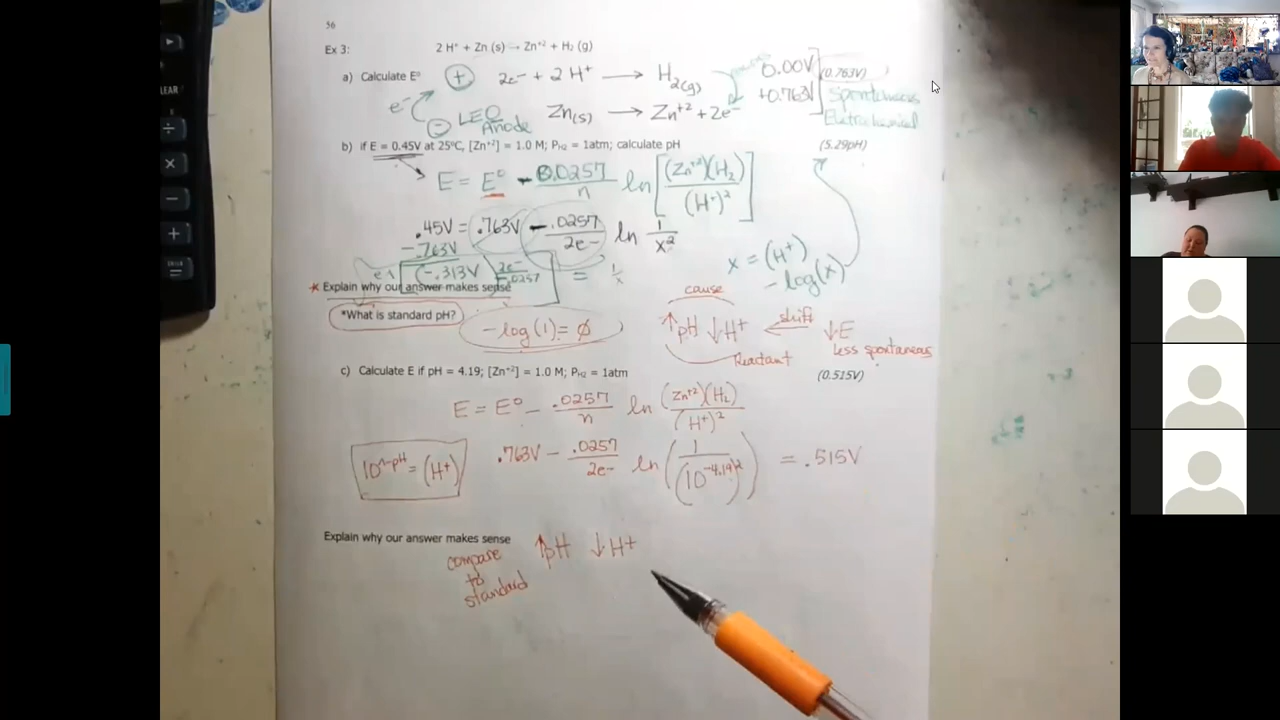 56
Ex 3: 2 H⁺ + Zn (s) → Zn⁺² + H₂ (g)
a) Calculate E° (+) 2e⁻ + 2H⁺ → H₂(g) 0.00V (0.763V)
e⁻ (−) LEO Anode Zn(s) → Zn⁺² + 2e⁻ +0.763V Spontaneous
Electrochemical
b) if E = 0.45V at 25°C, [Zn⁺²] = 1.0 M; P_H2 = 1atm; calculate pH (5.29pH)
E = E° - 0.0257/n ln [(Zn⁺²)(H₂)/(H⁺)²]
.45V = .763V - .0257/2e- ln 1/x²
-.763V
(-.313V) 2e-/-.0257 = 1/x
x = (H⁺)
-log(x)
* Explain why our answer makes sense
*What is standard pH? -log(1) = ∅
cause
↑pH ↓H⁺ ← shift ↓E
Reactant Less spontaneous
c) Calculate E if pH = 4.19; [Zn⁺²] = 1.0 M; P_H2 = 1atm (0.515V)
E = E° - .0257/n ln (Zn⁺²)(H₂)/(H⁺)²
10^-pH = (H⁺) .763V - .0257/2e- ln (1/(10^-4.19)²) = .515V
Explain why our answer makes sense ↑pH ↓H+
compare
to
standard
CLEAR